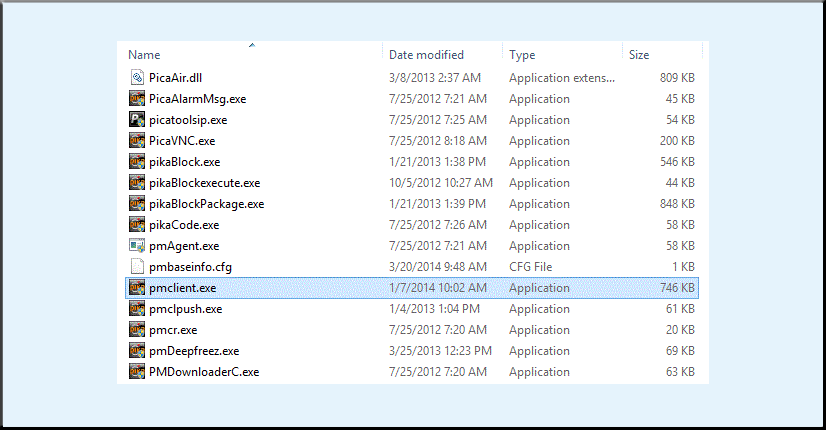 Name Date modified Type Size
PicaAir.dll 3/8/2013 2:37 AM Application extens... 809 KB
PicaAlarmMsg.exe 7/25/2012 7:21 AM Application 45 KB
picatoolsip.exe 7/25/2012 7:25 AM Application 54 KB
PicaVNC.exe 7/25/2012 8:18 AM Application 200 KB
pikaBlock.exe 1/21/2013 1:38 PM Application 546 KB
pikaBlockexecute.exe 10/5/2012 10:27 AM Application 44 KB
pikaBlockPackage.exe 1/21/2013 1:39 PM Application 848 KB
pikaCode.exe 7/25/2012 7:26 AM Application 58 KB
pmAgent.exe 7/25/2012 7:21 AM Application 58 KB
pmbaseinfo.cfg 3/20/2014 9:48 AM CFG File 1 KB
pmclient.exe 1/7/2014 10:02 AM Application 746 KB
pmclpush.exe 1/4/2013 1:04 PM Application 61 KB
pmcr.exe 7/25/2012 7:20 AM Application 20 KB
pmDeepfreez.exe 3/25/2013 12:23 PM Application 69 KB
PMDownloaderC.exe 7/25/2012 7:20 AM Application 63 KB